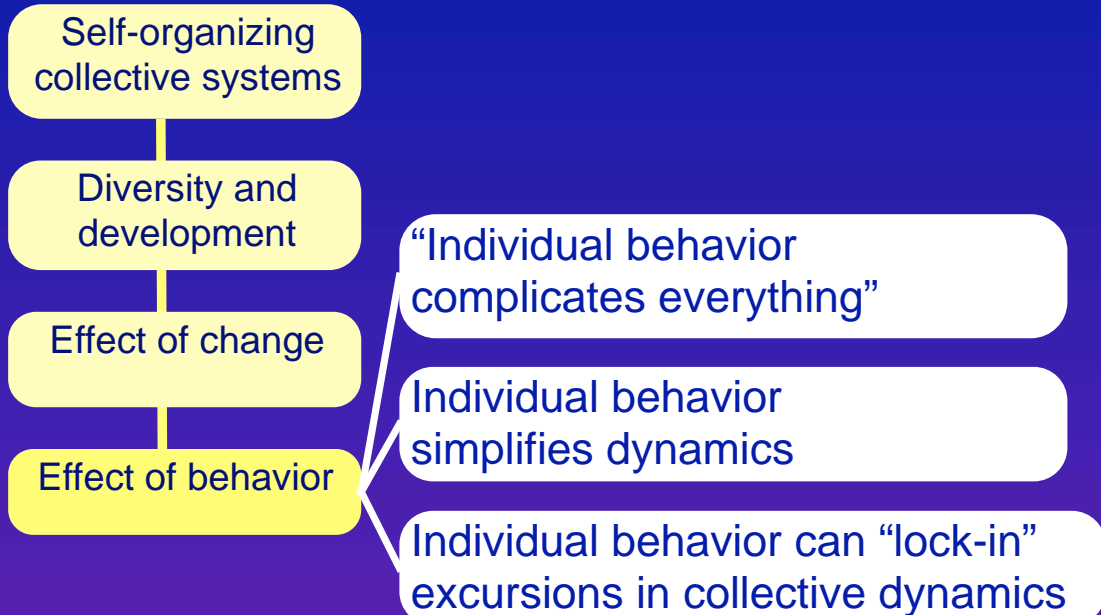 Self-organizing
collective systems
Diversity and
development
Effect of change
Effect of behavior
“Individual behavior
complicates everything”
Individual behavior
simplifies dynamics
Individual behavior can “lock-in”
excursions in collective dynamics